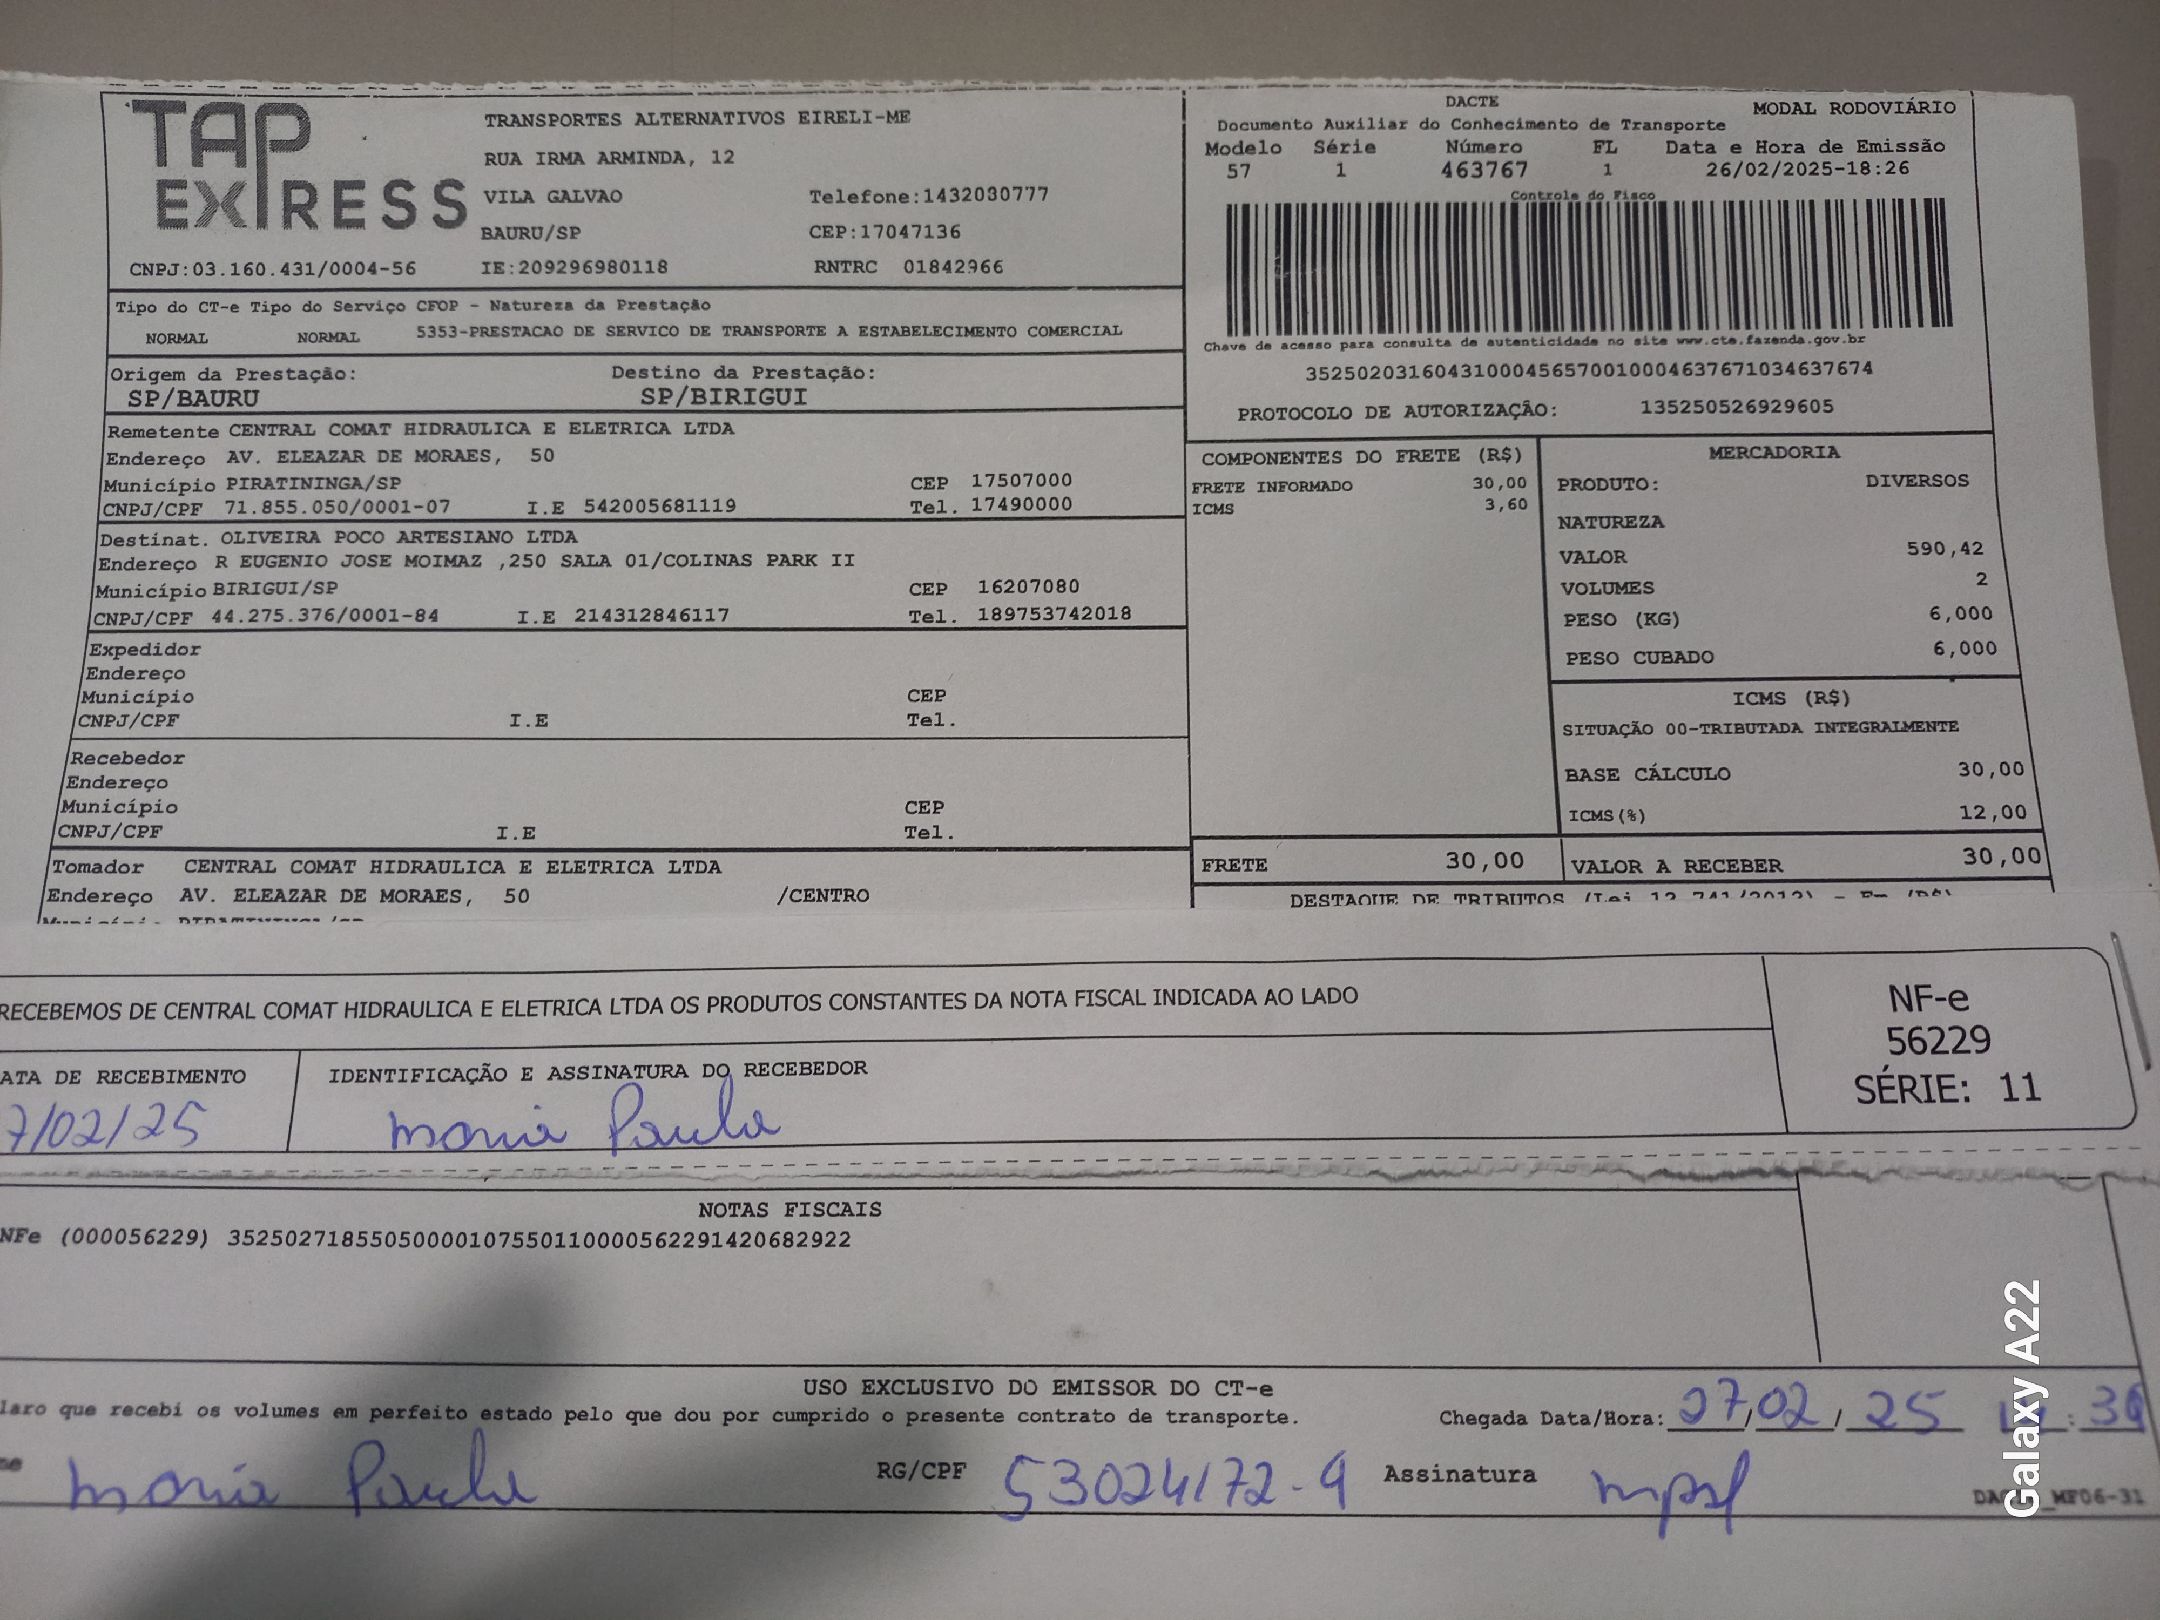 TAP EXPRESS
TRANSPORTES ALTERNATIVOS EIRELI-ME
RUA IRMA ARMINDA, 12
VILA GALVAO Telefone:1432030777
BAURU/SP CEP:17047136
CNPJ:03.160.431/0004-56 IE:209296980118 RNTRC 01842966
DACTE MODAL RODOVIÁRIO
Documento Auxiliar do Conhecimento de Transporte
Modelo Série Número FL Data e Hora de Emissão
57 1 463767 1 26/02/2025-18:26
Controle do Fisco
Chave de acesso para consulta de autenticidade no site www.cte.fazenda.gov.br
35250203160431000456570010004637671034637674
PROTOCOLO DE AUTORIZAÇÃO: 135250526929605
Tipo do CT-e Tipo do Serviço CFOP - Natureza da Prestação
NORMAL NORMAL 5353-PRESTACAO DE SERVICO DE TRANSPORTE A ESTABELECIMENTO COMERCIAL
Origem da Prestação: Destino da Prestação:
SP/BAURU SP/BIRIGUI
Remetente CENTRAL COMAT HIDRAULICA E ELETRICA LTDA
Endereço AV. ELEAZAR DE MORAES, 50
Município PIRATININGA/SP CEP 17507000
CNPJ/CPF 71.855.050/0001-07 I.E 542005681119 Tel. 17490000
Destinat. OLIVEIRA POCO ARTESIANO LTDA
Endereço R EUGENIO JOSE MOIMAZ ,250 SALA 01/COLINAS PARK II
Município BIRIGUI/SP CEP 16207080
CNPJ/CPF 44.275.376/0001-84 I.E 214312846117 Tel. 189753742018
Expedidor
Endereço
Município CEP
CNPJ/CPF I.E Tel.
Recebedor
Endereço
Município CEP
CNPJ/CPF I.E Tel.
Tomador CENTRAL COMAT HIDRAULICA E ELETRICA LTDA
Endereço AV. ELEAZAR DE MORAES, 50 /CENTRO
COMPONENTES DO FRETE (R$)
FRETE INFORMADO 30,00
ICMS 3,60
MERCADORIA
PRODUTO: DIVERSOS
NATUREZA
VALOR 590,42
VOLUMES 2
PESO (KG) 6,000
PESO CUBADO 6,000
ICMS (R$)
SITUAÇÃO 00-TRIBUTADA INTEGRALMENTE
BASE CÁLCULO 30,00
ICMS(%) 12,00
FRETE 30,00 VALOR A RECEBER 30,00
DESTAQUE DE TRIBUTOS (Lei 12.741/2012) - Em (R$)
RECEBEMOS DE CENTRAL COMAT HIDRAULICA E ELETRICA LTDA OS PRODUTOS CONSTANTES DA NOTA FISCAL INDICADA AO LADO
NF-e
56229
SÉRIE: 11
ATA DE RECEBIMENTO IDENTIFICAÇÃO E ASSINATURA DO RECEBEDOR
7/02/25 Maria Paula
NOTAS FISCAIS
NFe (000056229) 35250271855050000107550110000562291420682922
USO EXCLUSIVO DO EMISSOR DO CT-e
laro que recebi os volumes em perfeito estado pelo que dou por cumprido o presente contrato de transporte. Chegada Data/Hora: 27/02/25
me Maria Paula RG/CPF 53024172-9 Assinatura
Galaxy A22